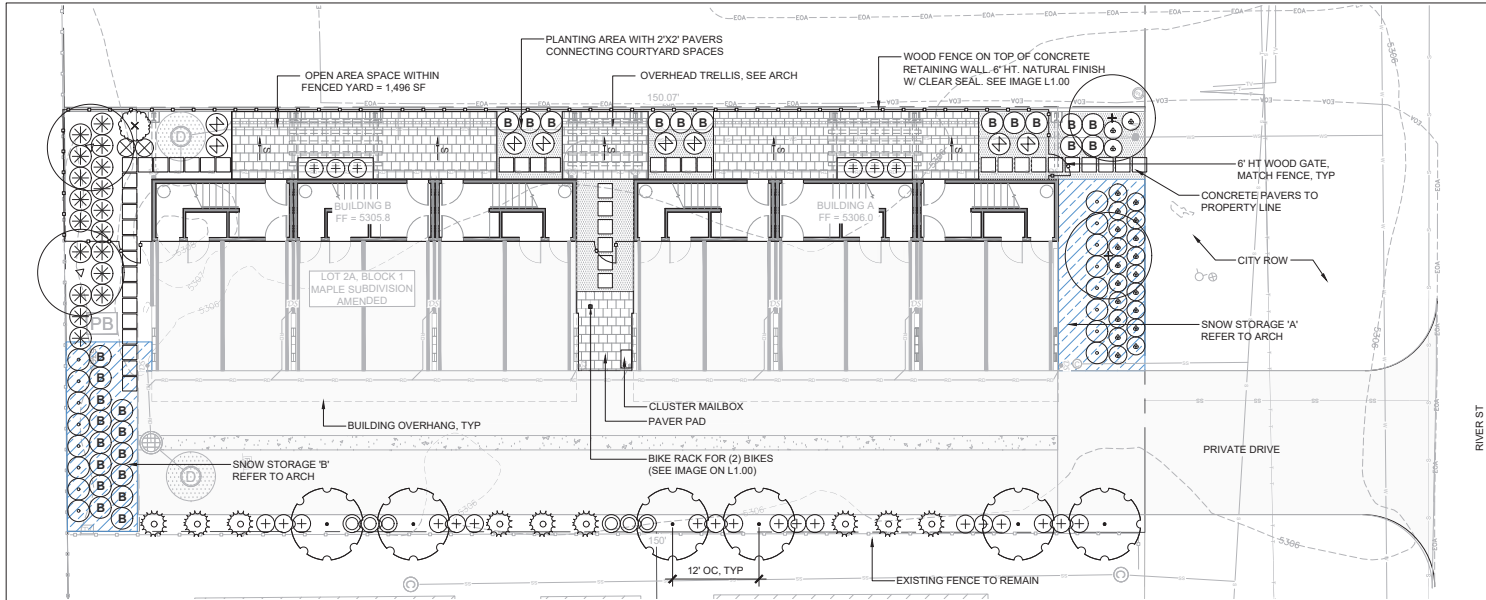 PLANTING AREA WITH 2'X2' PAVERS
CONNECTING COURTYARD SPACES
WOOD FENCE ON TOP OF CONCRETE
RETAINING WALL. 6' HT. NATURAL FINISH
W/ CLEAR SEAL. SEE IMAGE L1.00
OPEN AREA SPACE WITHIN
FENCED YARD = 1,496 SF
OVERHEAD TRELLIS, SEE ARCH
150.07'
6' HT WOOD GATE,
MATCH FENCE, TYP
CONCRETE PAVERS TO
PROPERTY LINE
BUILDING B
FF = 5305.8
BUILDING A
FF = 5306.0
CITY ROW
LOT 2A, BLOCK 1
MAPLE SUBDIVISION
AMENDED
PB
SNOW STORAGE 'A'
REFER TO ARCH
CLUSTER MAILBOX
PAVER PAD
BUILDING OVERHANG, TYP
BIKE RACK FOR (2) BIKES
(SEE IMAGE ON L1.00)
SNOW STORAGE 'B'
REFER TO ARCH
PRIVATE DRIVE
RIVER ST
5306
5306
5306
150'
12' OC, TYP
EXISTING FENCE TO REMAIN